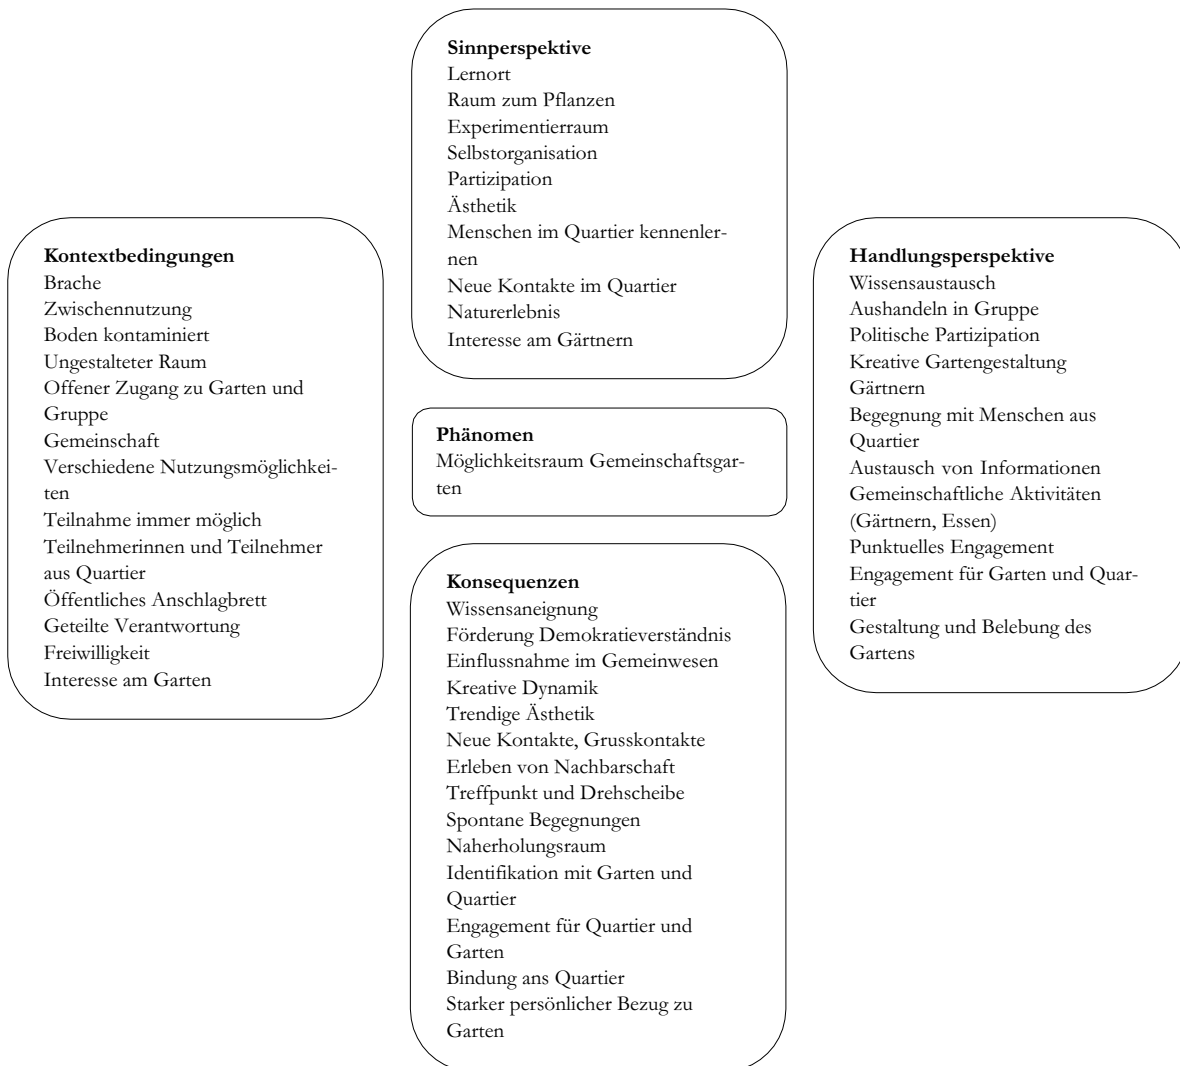 Sinnperspektive
Lernort
Raum zum Pflanzen
Experimentierraum
Selbstorganisation
Partizipation
Ästhetik
Menschen im Quartier kennenler-
nen
Neue Kontakte im Quartier
Naturerlebnis
Interesse am Gärtnern
Kontextbedingungen
Brache
Zwischennutzung
Boden kontaminiert
Ungestalteter Raum
Offener Zugang zu Garten und
Gruppe
Gemeinschaft
Verschiedene Nutzungsmöglichkei-
ten
Teilnahme immer möglich
Teilnehmerinnen und Teilnehmer
aus Quartier
Öffentliches Anschlagbrett
Geteilte Verantwortung
Freiwilligkeit
Interesse am Garten
Phänomen
Möglichkeitsraum Gemeinschaftsgar-
ten
Handlungsperspektive
Wissensaustausch
Aushandeln in Gruppe
Politische Partizipation
Kreative Gartengestaltung
Gärtnern
Begegnung mit Menschen aus
Quartier
Austausch von Informationen
Gemeinschaftliche Aktivitäten
(Gärtnern, Essen)
Punktuelles Engagement
Engagement für Garten und Quar-
tier
Gestaltung und Belebung des
Gartens
Konsequenzen
Wissensaneignung
Förderung Demokratieverständnis
Einflussnahme im Gemeinwesen
Kreative Dynamik
Trendige Ästhetik
Neue Kontakte, Grusskontakte
Erleben von Nachbarschaft
Treffpunkt und Drehscheibe
Spontane Begegnungen
Naherholungsraum
Identifikation mit Garten und
Quartier
Engagement für Quartier und
Garten
Bindung ans Quartier
Starker persönlicher Bezug zu
Garten